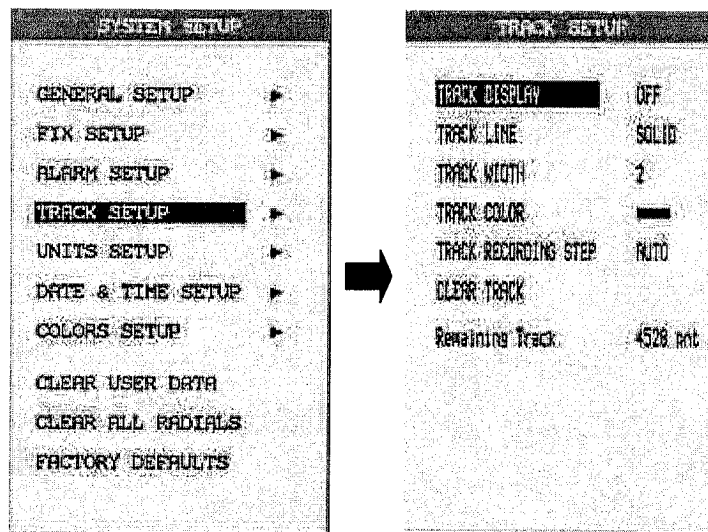 SYSTEM SETUP
GENERAL SETUP
FIX SETUP
ALARM SETUP
TRACK SETUP
UNITS SETUP
DATE & TIME SETUP
COLORS SETUP
CLEAR USER DATA
CLEAR ALL RADIALS
FACTORY DEFAULTS
TRACK SETUP
TRACK DISPLAY OFF
TRACK LINE SOLID
TRACK WIDTH 2
TRACK COLOR
TRACK RECORDING STEP AUTO
CLEAR TRACK
Remaining Track 4528 pnt